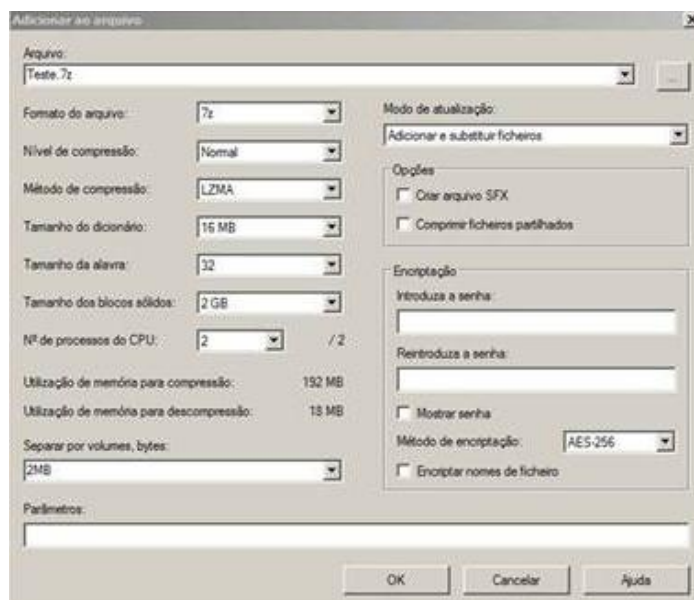 Adicionar ao arquivo
Arquivo:
Teste.7z
...
Formato do arquivo: 7z
Nível de compressão: Normal
Método de compressão: LZMA
Tamanho do dicionário: 16 MB
Tamanho da alavra: 32
Tamanho dos blocos sólidos: 2 GB
Nº de processos do CPU: 2 / 2
Utilização de memória para compressão: 192 MB
Utilização de memória para descompressão: 18 MB
Separar por volumes, bytes:
2MB
Modo de atualização:
Adicionar e substituir ficheiros
Opções
Criar arquivo SFX
Comprimir ficheiros partilhados
Encriptação
Introduza a senha:
Reintroduza a senha:
Mostrar senha
Método de encriptação: AES-256
Encriptar nomes de ficheiro
Parâmetros:
OK Cancelar Ajuda